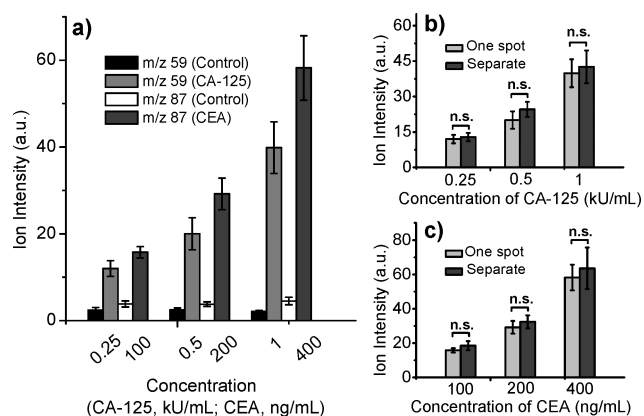 a)
m/z 59 (Control)
m/z 59 (CA-125)
m/z 87 (Control)
m/z 87 (CEA)
Ion Intensity (a.u.)
60
40
20
0
0.25 100 0.5 200 1 400
Concentration
(CA-125, kU/mL; CEA, ng/mL)
b)
One spot
Separate
Ion Intensity (a.u.)
60
45
30
15
n.s. n.s. n.s.
0.25 0.5 1
Concentration of CA-125 (kU/mL)
c)
One spot
Separate
Ion Intensity (a.u.)
80
60
40
20
0
n.s. n.s. n.s.
100 200 400
Concentration of CEA (ng/mL)